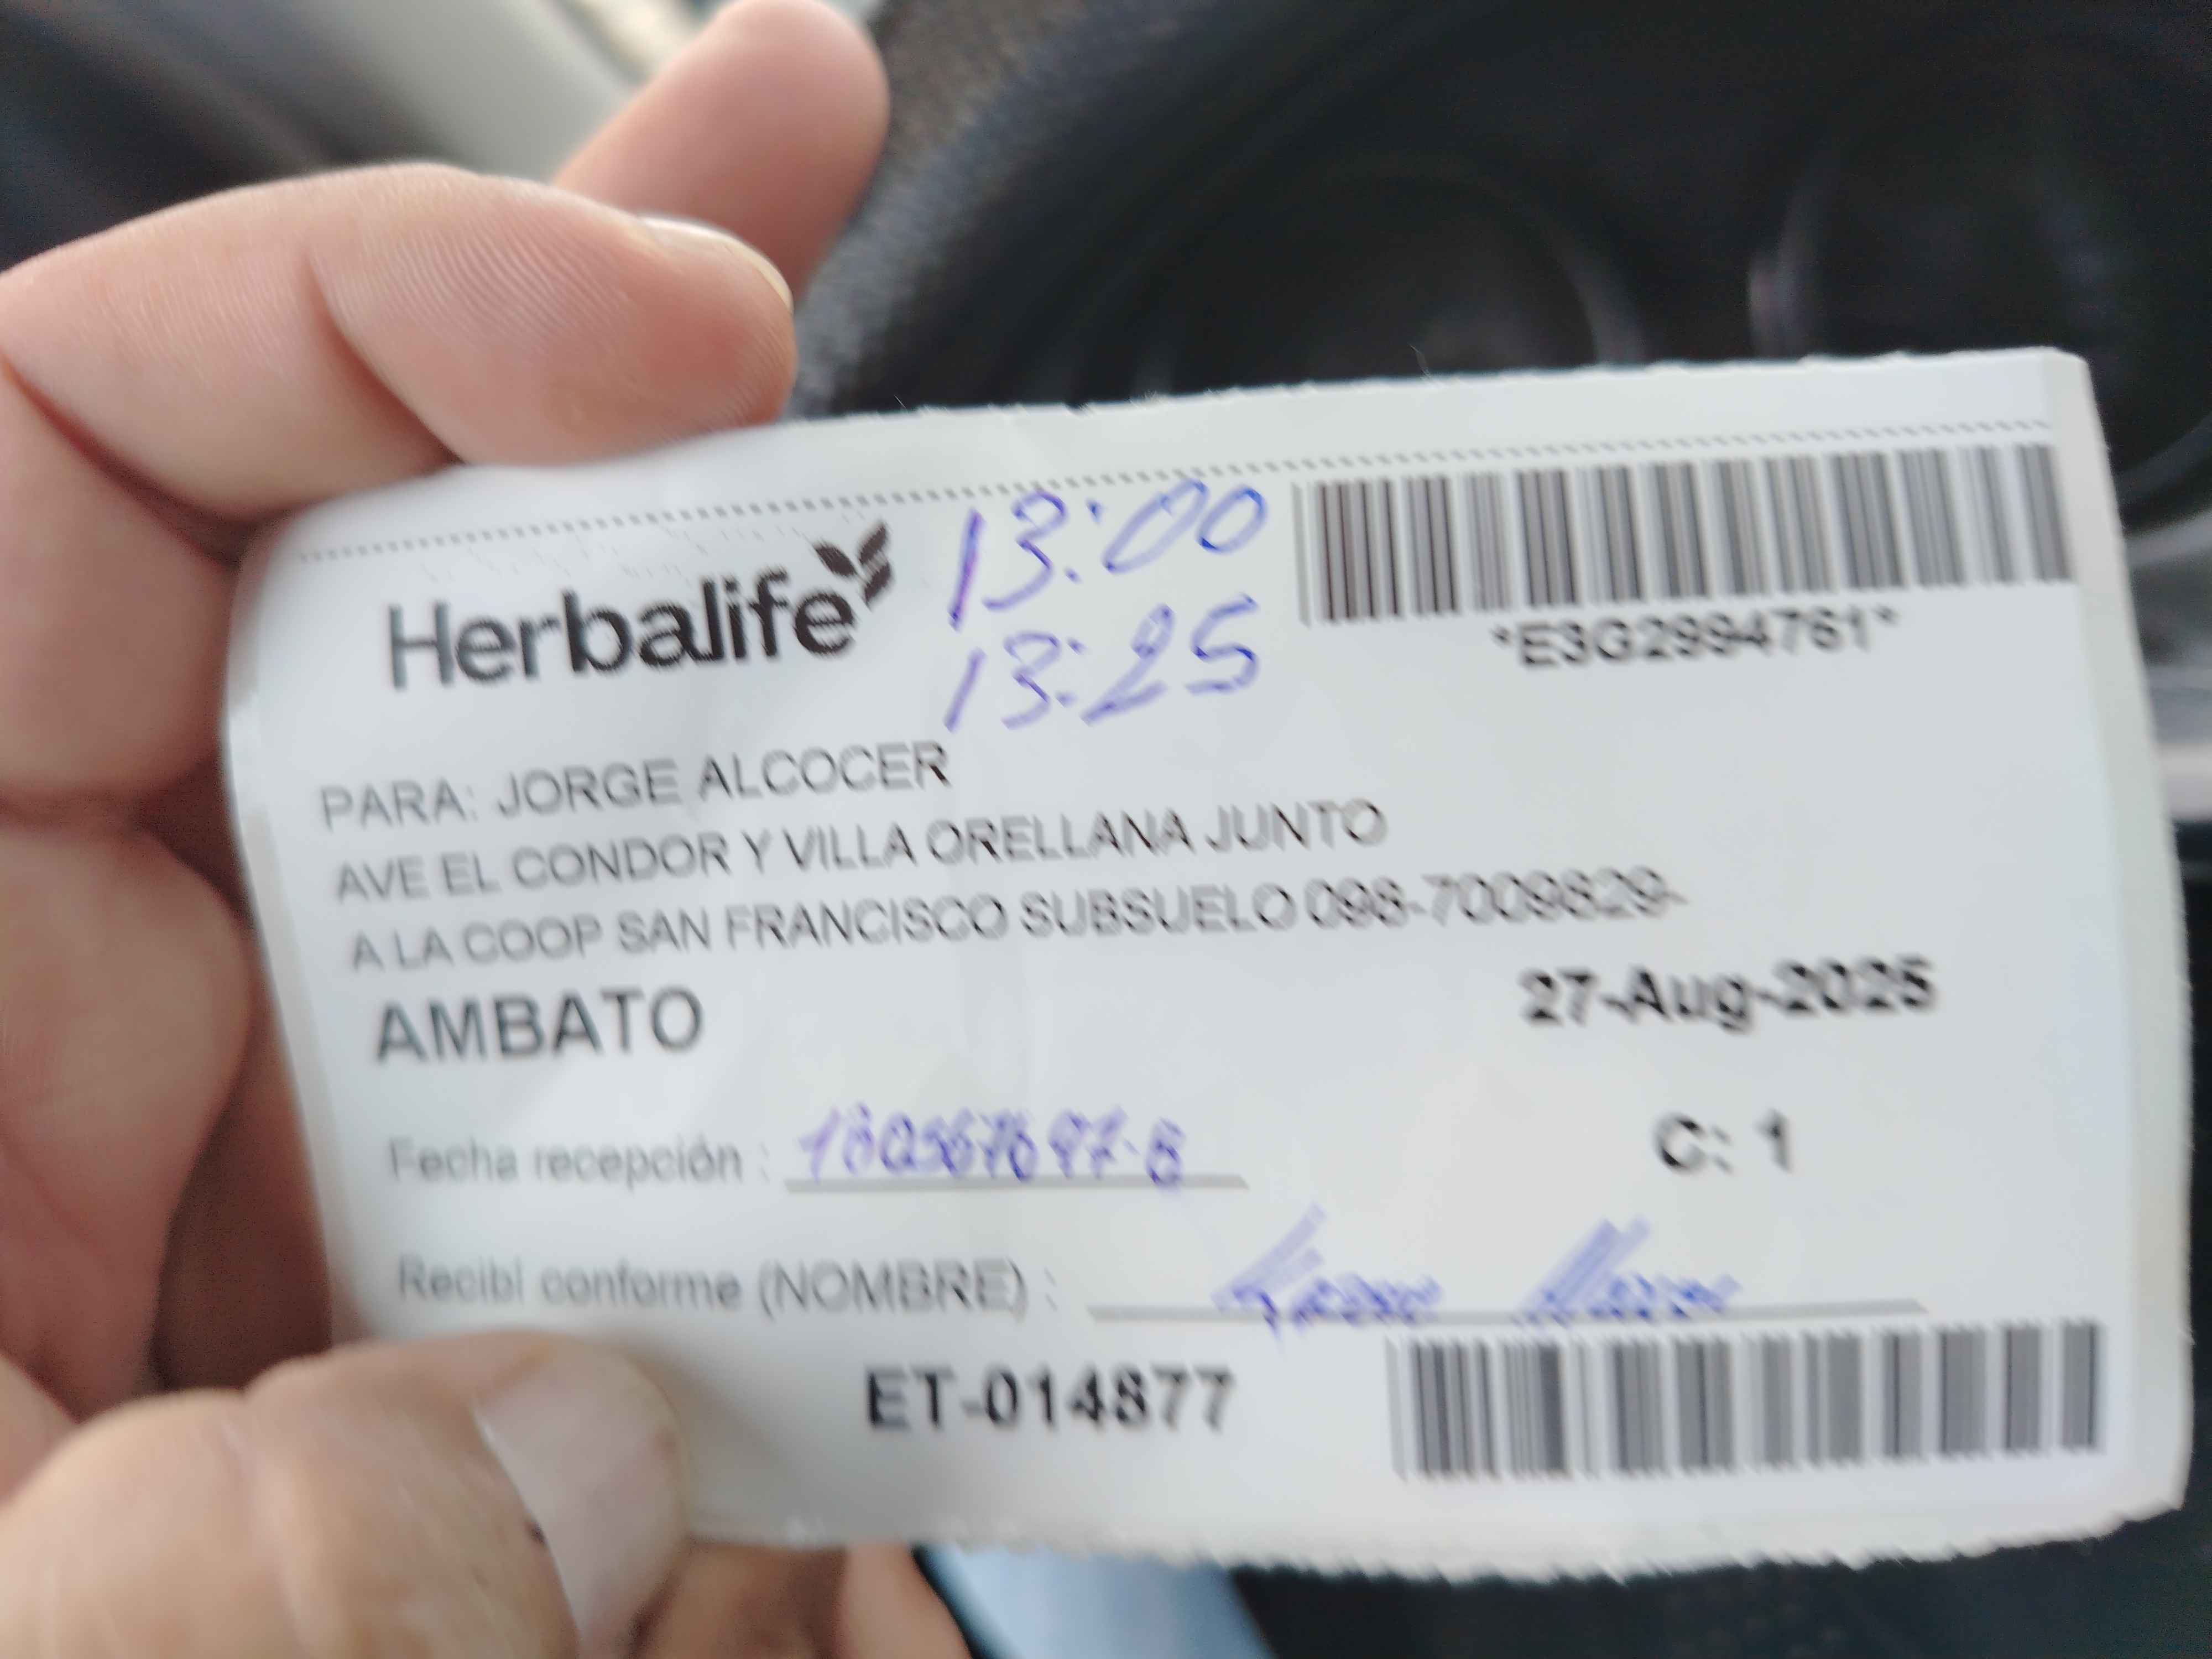 Herbalife
13:00
13:25
*E3G2994761*
PARA: JORGE ALCOCER
AVE EL CONDOR Y VILLA ORELLANA JUNTO
A LA COOP SAN FRANCISCO SUBSUELO 098-7009829-
AMBATO
27-Aug-2025
Fecha recepción :
C: 1
Recibí conforme (NOMBRE) :
ET-014877